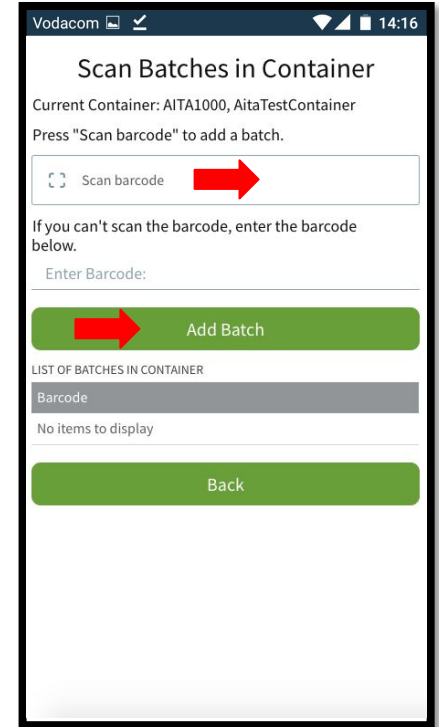 Vodacom 14:16
Scan Batches in Container
Current Container: AITA1000, AitaTestContainer
Press "Scan barcode" to add a batch.
Scan barcode
If you can't scan the barcode, enter the barcode
below.
Enter Barcode:
Add Batch
LIST OF BATCHES IN CONTAINER
Barcode
No items to display
Back